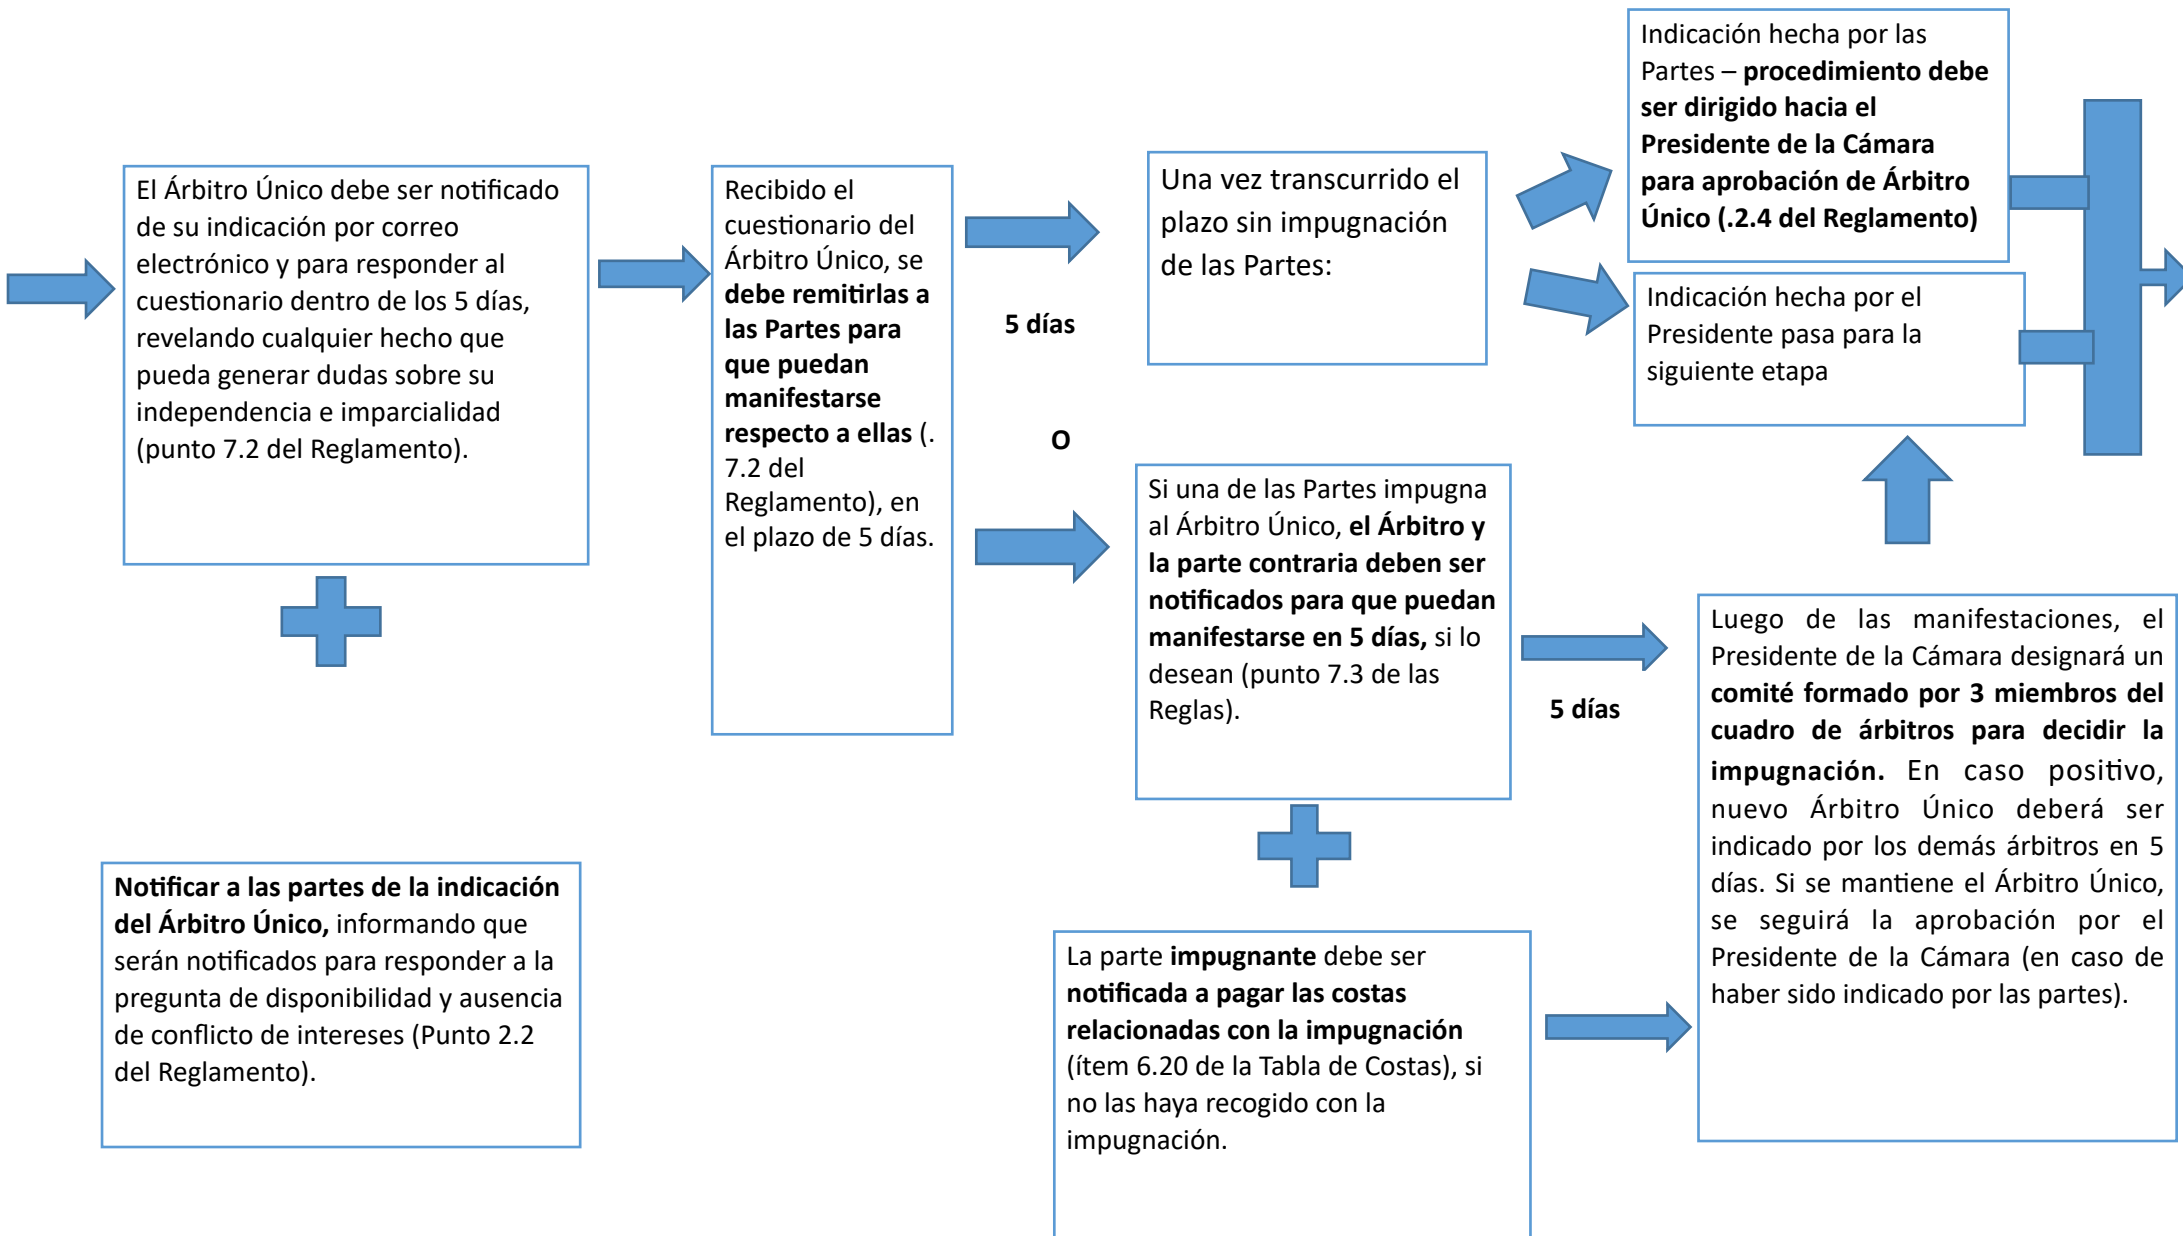 El Árbitro Único debe ser notificado
de su indicación por correo
electrónico y para responder al
cuestionario dentro de los 5 días,
revelando cualquier hecho que
pueda generar dudas sobre su
independencia e imparcialidad
(punto 7.2 del Reglamento).
Notificar a las partes de la indicación
del Árbitro Único, informando que
serán notificados para responder a la
pregunta de disponibilidad y ausencia
de conflicto de intereses (Punto 2.2
del Reglamento).
Recibido el
cuestionario del
Árbitro Único, se
debe remitirlas a
las Partes para
que puedan
manifestarse
respecto a ellas (.
7.2 del
Reglamento), en
el plazo de 5 días.
5 días
O
Una vez transcurrido el
plazo sin impugnación
de las Partes:
Si una de las Partes impugna
al Árbitro Único, el Árbitro y
la parte contraria deben ser
notificados para que puedan
manifestarse en 5 días, si lo
desean (punto 7.3 de las
Reglas).
La parte impugnante debe ser
notificada a pagar las costas
relacionadas con la impugnación
(ítem 6.20 de la Tabla de Costas), si
no las haya recogido con la
impugnación.
5 días
Indicación hecha por las
Partes – procedimiento debe
ser dirigido hacia el
Presidente de la Cámara
para aprobación de Árbitro
Único (.2.4 del Reglamento)
Indicación hecha por el
Presidente pasa para la
siguiente etapa
Luego de las manifestaciones, el
Presidente de la Cámara designará un
comité formado por 3 miembros del
cuadro de árbitros para decidir la
impugnación. En caso positivo,
nuevo Árbitro Único deberá ser
indicado por los demás árbitros en 5
días. Si se mantiene el Árbitro Único,
se seguirá la aprobación por el
Presidente de la Cámara (en caso de
haber sido indicado por las partes).